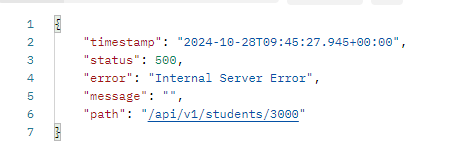 1 {
2 "timestamp": "2024-10-28T09:45:27.945+00:00",
3 "status": 500,
4 "error": "Internal Server Error",
5 "message": "",
6 "path": "/api/v1/students/3000"
7 }